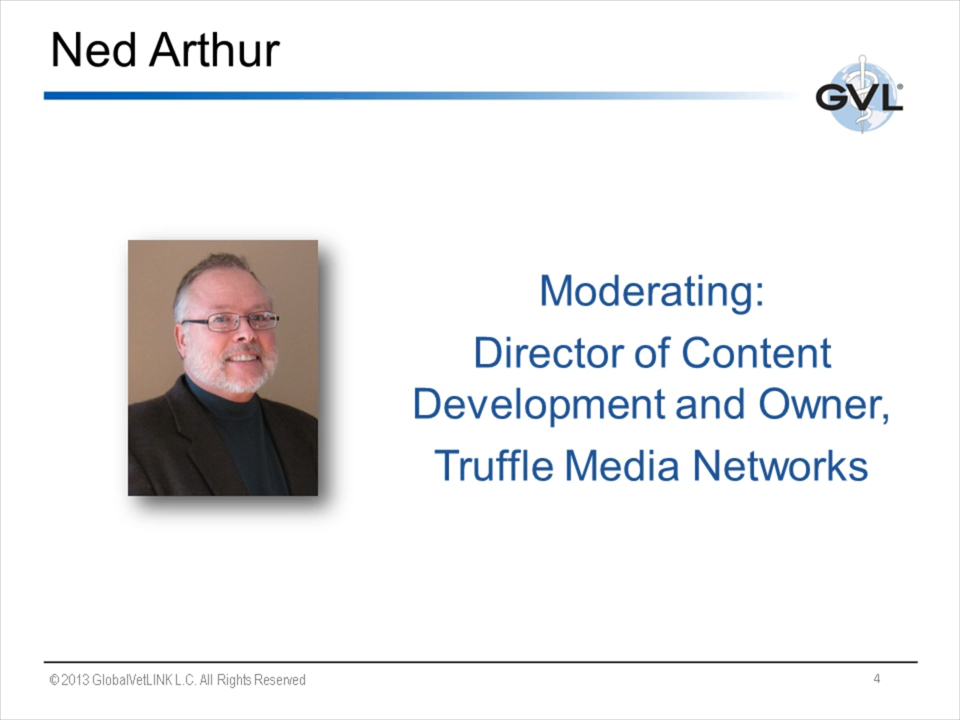 Ned Arthur
GVL®
Moderating:
Director of Content
Development and Owner,
Truffle Media Networks
© 2013 GlobalVetLINK L.C. All Rights Reserved
4